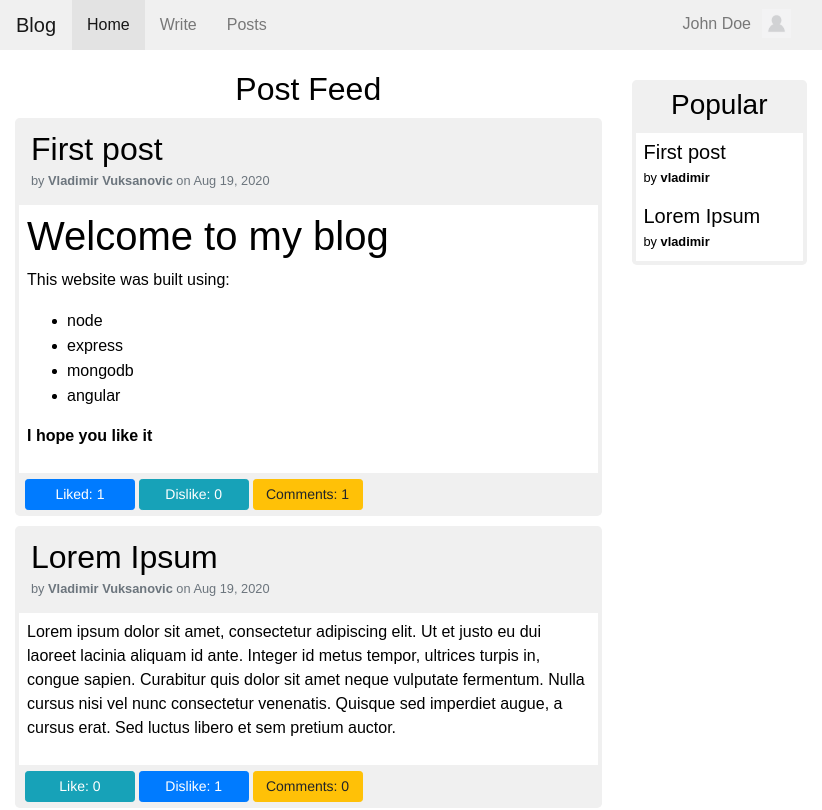 Blog Home Write Posts John Doe
Post Feed
First post
by Vladimir Vuksanovic on Aug 19, 2020
Welcome to my blog
This website was built using:
node
express
mongodb
angular
I hope you like it
Liked: 1 Dislike: 0 Comments: 1
Lorem Ipsum
by Vladimir Vuksanovic on Aug 19, 2020
Lorem ipsum dolor sit amet, consectetur adipiscing elit. Ut et justo eu dui
laoreet lacinia aliquam id ante. Integer id metus tempor, ultrices turpis in,
congue sapien. Curabitur quis dolor sit amet neque vulputate fermentum. Nulla
cursus nisi vel nunc consectetur venenatis. Quisque sed imperdiet augue, a
cursus erat. Sed luctus libero et sem pretium auctor.
Like: 0 Dislike: 1 Comments: 0
Popular
First post
by vladimir
Lorem Ipsum
by vladimir